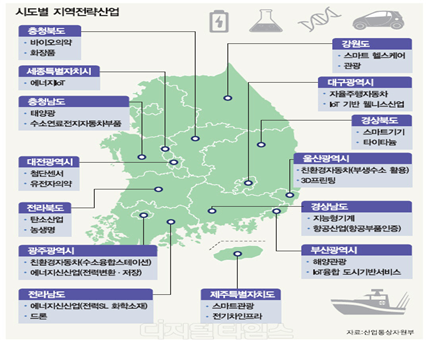 시도별 지역전략산업
충청북도
· 바이오의약
· 화장품
세종특별자치시
· 에너지IoT
충청남도
· 태양광
· 수소연료전지자동차부품
대전광역시
· 첨단센서
· 유전자의약
전라북도
· 탄소산업
· 농생명
광주광역시
· 친환경자동차(수소융합스테이션)
· 에너지신산업(전력변환 · 저장)
전라남도
· 에너지신산업(전력SI, 화학소재)
· 드론
강원도
· 스마트 헬스케어
· 관광
대구광역시
· 자율주행자동차
· IoT 기반 웰니스산업
경상북도
· 스마트기기
· 타이타늄
울산광역시
· 친환경자동차(부생수소 활용)
· 3D프린팅
경상남도
· 지능형기계
· 항공산업(항공부품인증)
부산광역시
· 해양관광
· IoT융합 도시기반서비스
제주특별자치도
· 스마트관광
· 전기차인프라
디지털타임스
자료:산업통상자원부